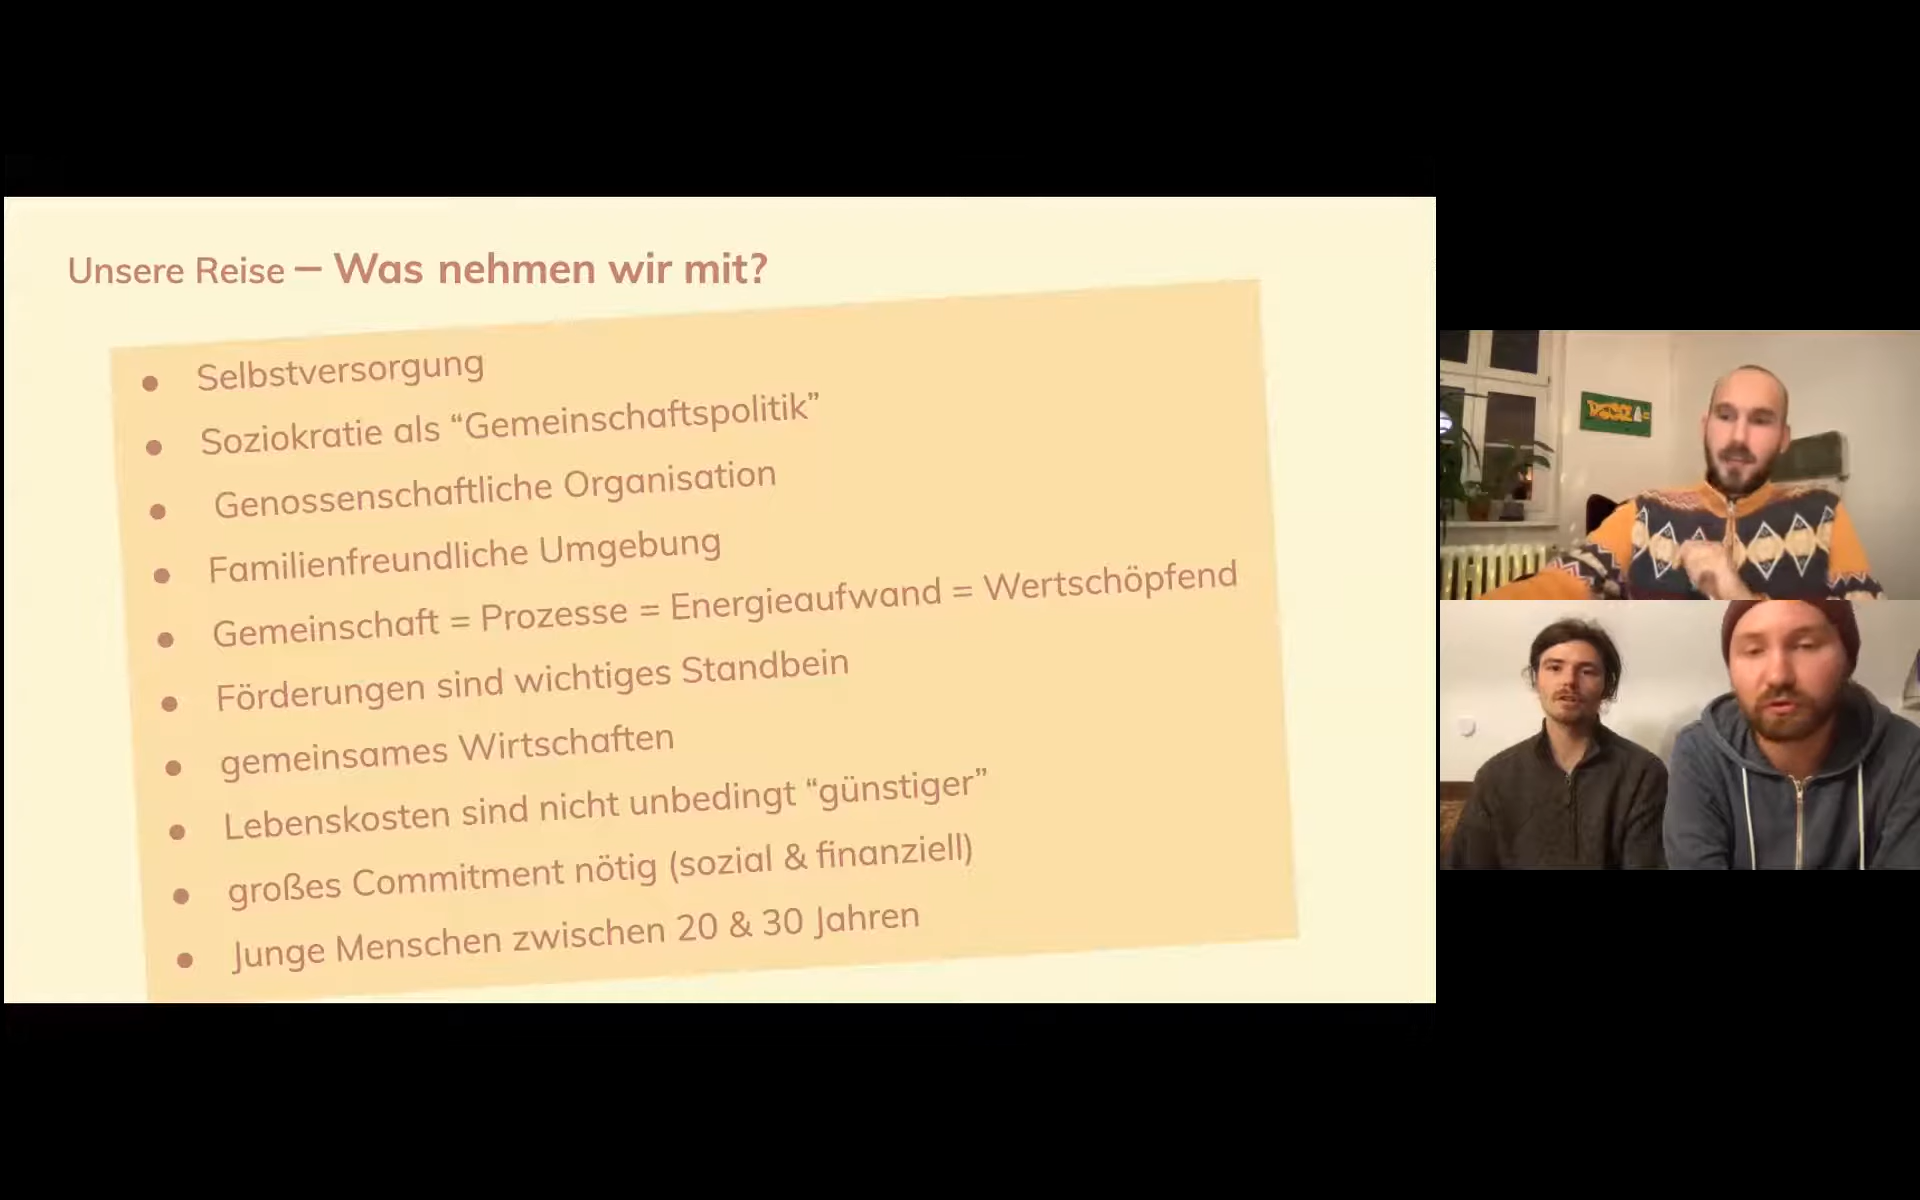 Unsere Reise – Was nehmen wir mit?
● Selbstversorgung
● Soziokratie als “Gemeinschaftspolitik”
● Genossenschaftliche Organisation
● Familienfreundliche Umgebung
● Gemeinschaft = Prozesse = Energieaufwand = Wertschöpfend
● Förderungen sind wichtiges Standbein
● gemeinsames Wirtschaften
● Lebenskosten sind nicht unbedingt “günstiger”
● großes Commitment nötig (sozial & finanziell)
● Junge Menschen zwischen 20 & 30 Jahren